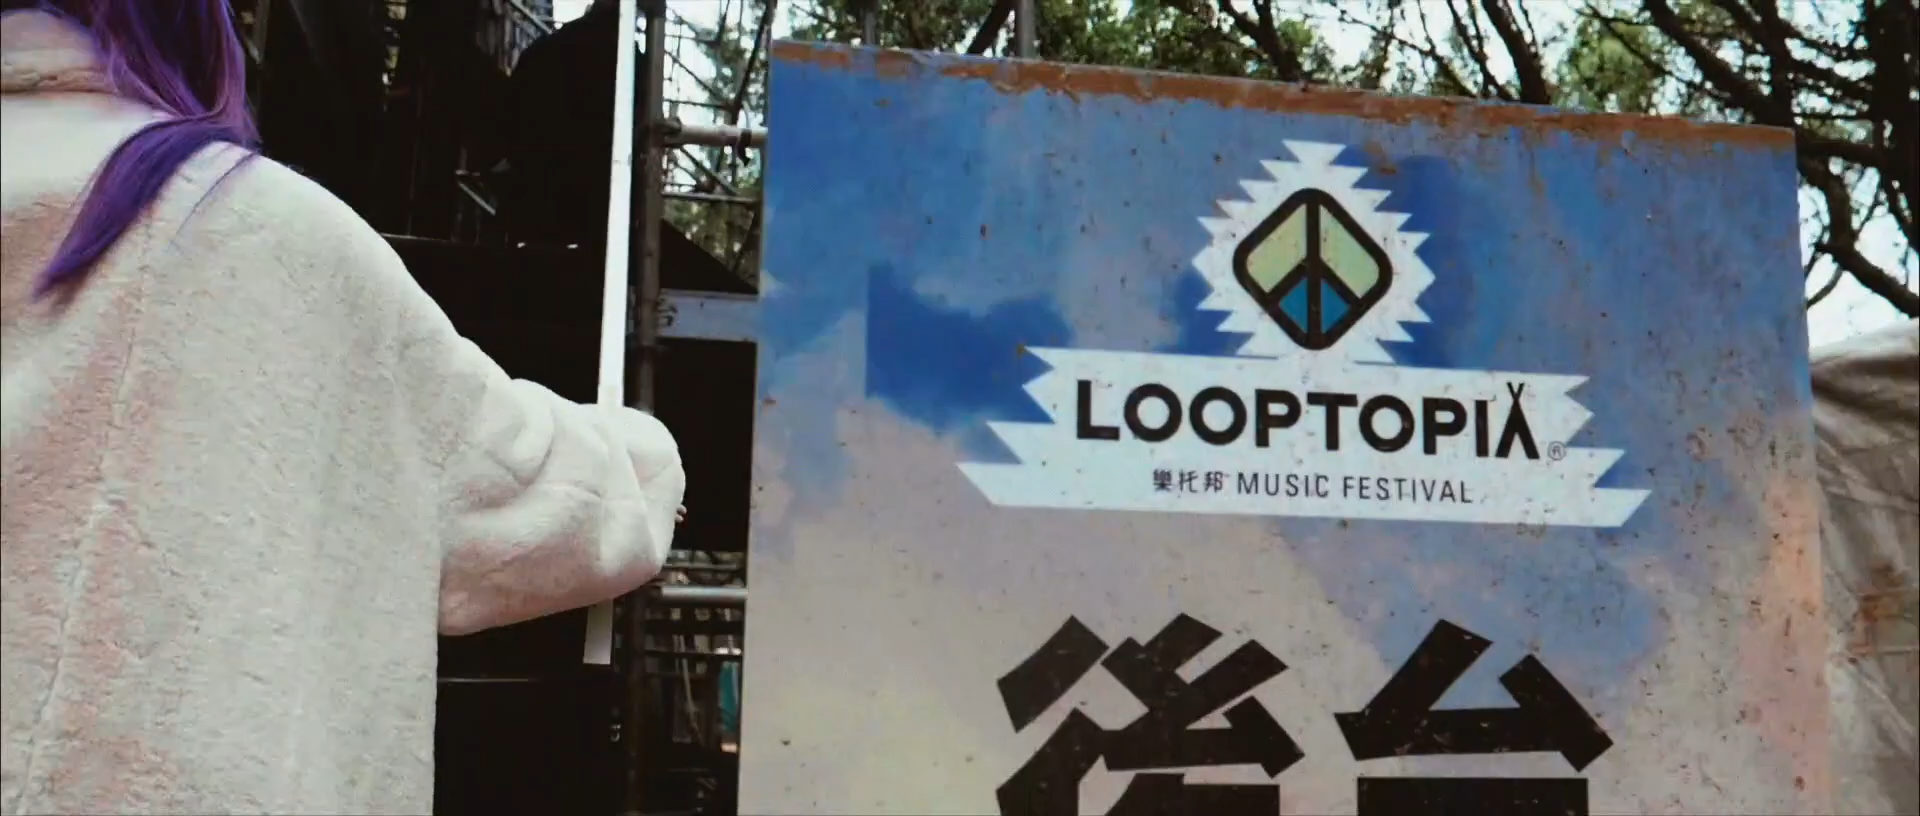 LOOPTOPIA®
樂托邦 MUSIC FESTIVAL
後台